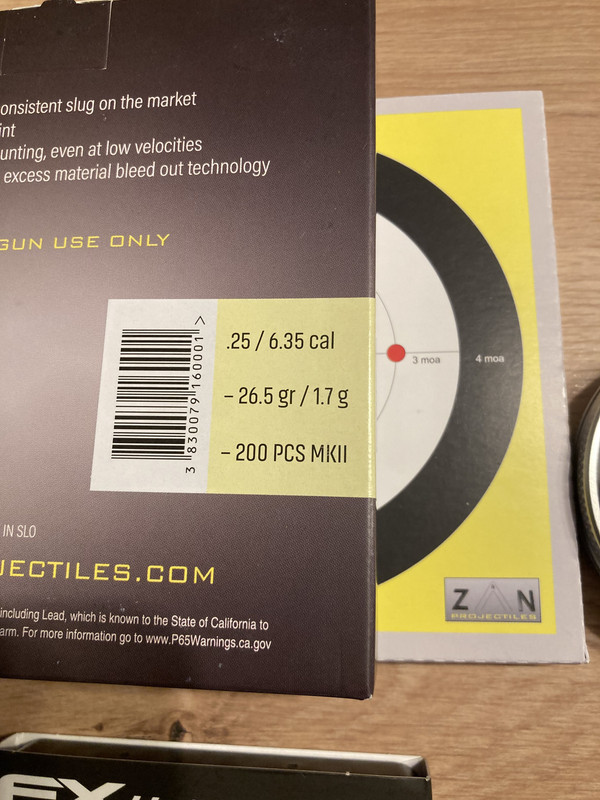 onsistent slug on the market
int
unting, even at low velocities
excess material bleed out technology
GUN USE ONLY
.25 / 6.35 cal
– 26.5 gr / 1.7 g
– 200 PCS MKII
3 830079 160001 >
3 moa
4 moa
IN SLO
JECTILES.COM
including Lead, which is known to the State of California to
arm. For more information go to www.P65Warnings.ca.gov
ZAN
PROJECTILES
FX